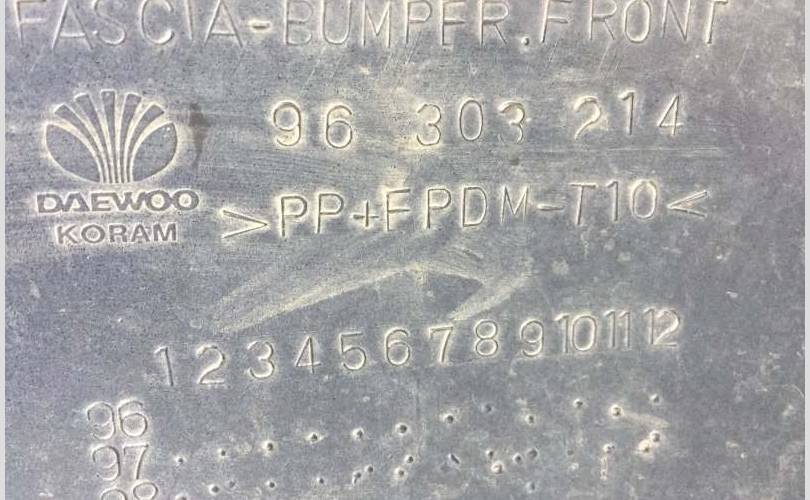 FASCIA-BUMPER.FRONT
96 303 214
DAEWOO
KORAM
>PP+EPDM-T10<
1 2 3 4 5 6 7 8 9 10 11 12
96
97
98